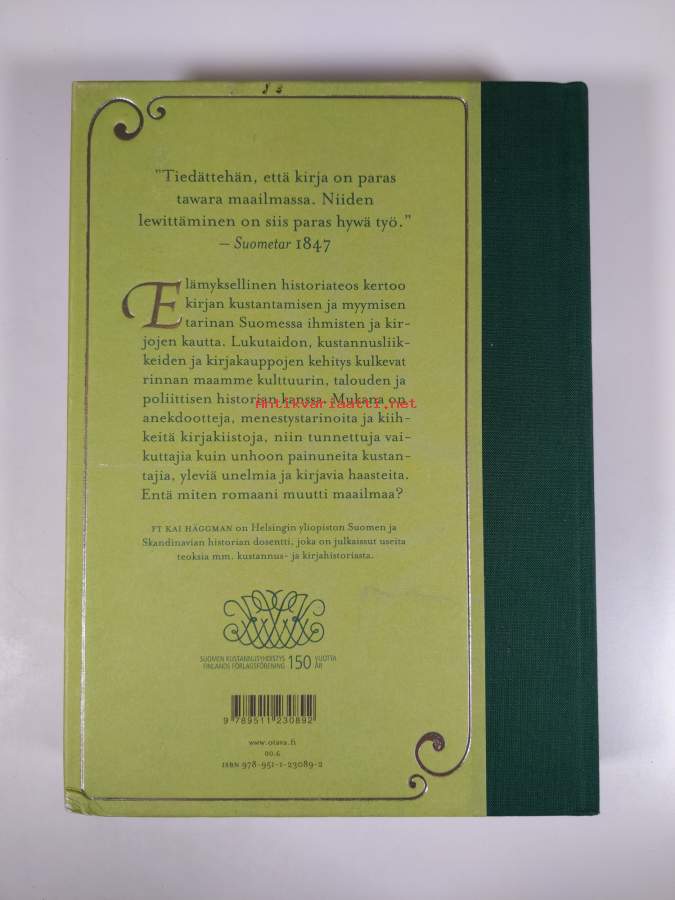 "Tiedättehän, että kirja on paras
tawara maailmassa. Niiden
lewittäminen on siis paras hywä työ."
– Suometar 1847
Elämyksellinen historiateos kertoo
kirjan kustantamisen ja myymisen
tarinan Suomessa ihmisten ja kir-
jojen kautta. Lukutaidon, kustannusliik-
keiden ja kirjakauppojen kehitys kulkevat
rinnan maamme kulttuurin, talouden ja
poliittisen historian kanssa. Mukana on
Antikvariaatti.net
anekdootteja, menestystarinoita ja kiih-
keitä kirjakiistoja, niin tunnettuja vai-
kuttajia kuin unhoon painuneita kustan-
tajia, yleviä unelmia ja kirjavia haasteita.
Entä miten romaani muutti maailmaa?
FT KAI HÄGGMAN on Helsingin yliopiston Suomen ja
Skandinavian historian dosentti, joka on julkaissut useita
teoksia mm. kustannus- ja kirjahistoriasta.
SUOMEN KUSTANNUSYHDISTYS 150 VUOTTA
FINLANDS FÖRLAGSFÖRENING ÅR
9 789511 230892
www.otava.fi
00.6
ISBN 978-951-1-23089-2